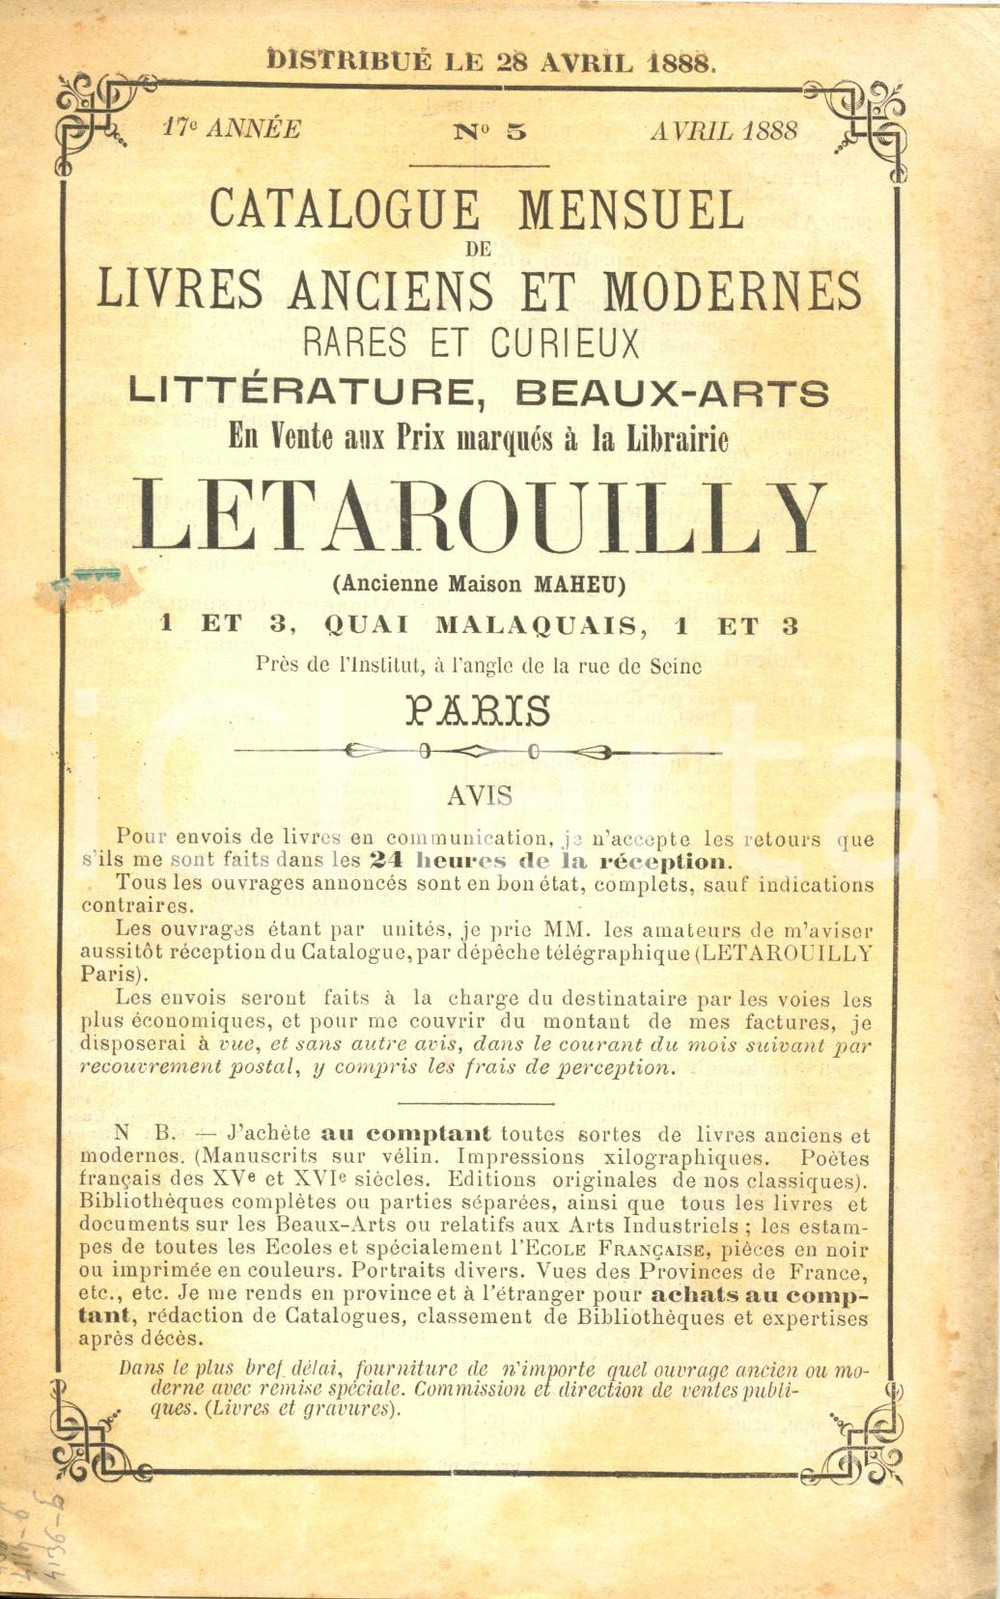 DISTRIBUÉ LE 28 AVRIL 1888.
17e ANNÉE No 5 AVRIL 1888
CATALOGUE MENSUEL
DE
LIVRES ANCIENS ET MODERNES
RARES ET CURIEUX
LITTÉRATURE, BEAUX-ARTS
En Vente aux Prix marqués à la Librairie
LETAROUILLY
(Ancienne Maison MAHEU)
1 ET 3, QUAI MALAQUAIS, 1 ET 3
Près de l'Institut, à l'angle de la rue de Seine
PARIS
AVIS
Pour envois de livres en communication, je n'accepte les retours que
s'ils me sont faits dans les 24 heures de la réception.
Tous les ouvrages annoncés sont en bon état, complets, sauf indications
contraires.
Les ouvrages étant par unités, je prie MM. les amateurs de m'aviser
aussitôt réception du Catalogue, par dépêche télégraphique (LETAROUILLY
Paris).
Les envois seront faits à la charge du destinataire par les voies les
plus économiques, et pour me couvrir du montant de mes factures, je
disposerai à vue, et sans autre avis, dans le courant du mois suivant par
recouvrement postal, y compris les frais de perception.
N B. — J'achète au comptant toutes sortes de livres anciens et
modernes. (Manuscrits sur vélin. Impressions xilographiques. Poètes
français des XVe et XVIe siècles. Editions originales de nos classiques).
Bibliothèques complètes ou parties séparées, ainsi que tous les livres et
documents sur les Beaux-Arts ou relatifs aux Arts Industriels ; les estam-
pes de toutes les Ecoles et spécialement l'ECOLE FRANÇAISE, pièces en noir
ou imprimée en couleurs. Portraits divers. Vues des Provinces de France,
etc., etc. Je me rends en province et à l'étranger pour achats au comp-
tant, rédaction de Catalogues, classement de Bibliothèques et expertises
après décès.
Dans le plus bref délai, fourniture de n'importe quel ouvrage ancien ou mo-
derne avec remise spéciale. Commission et direction de ventes publi-
ques. (Livres et gravures).